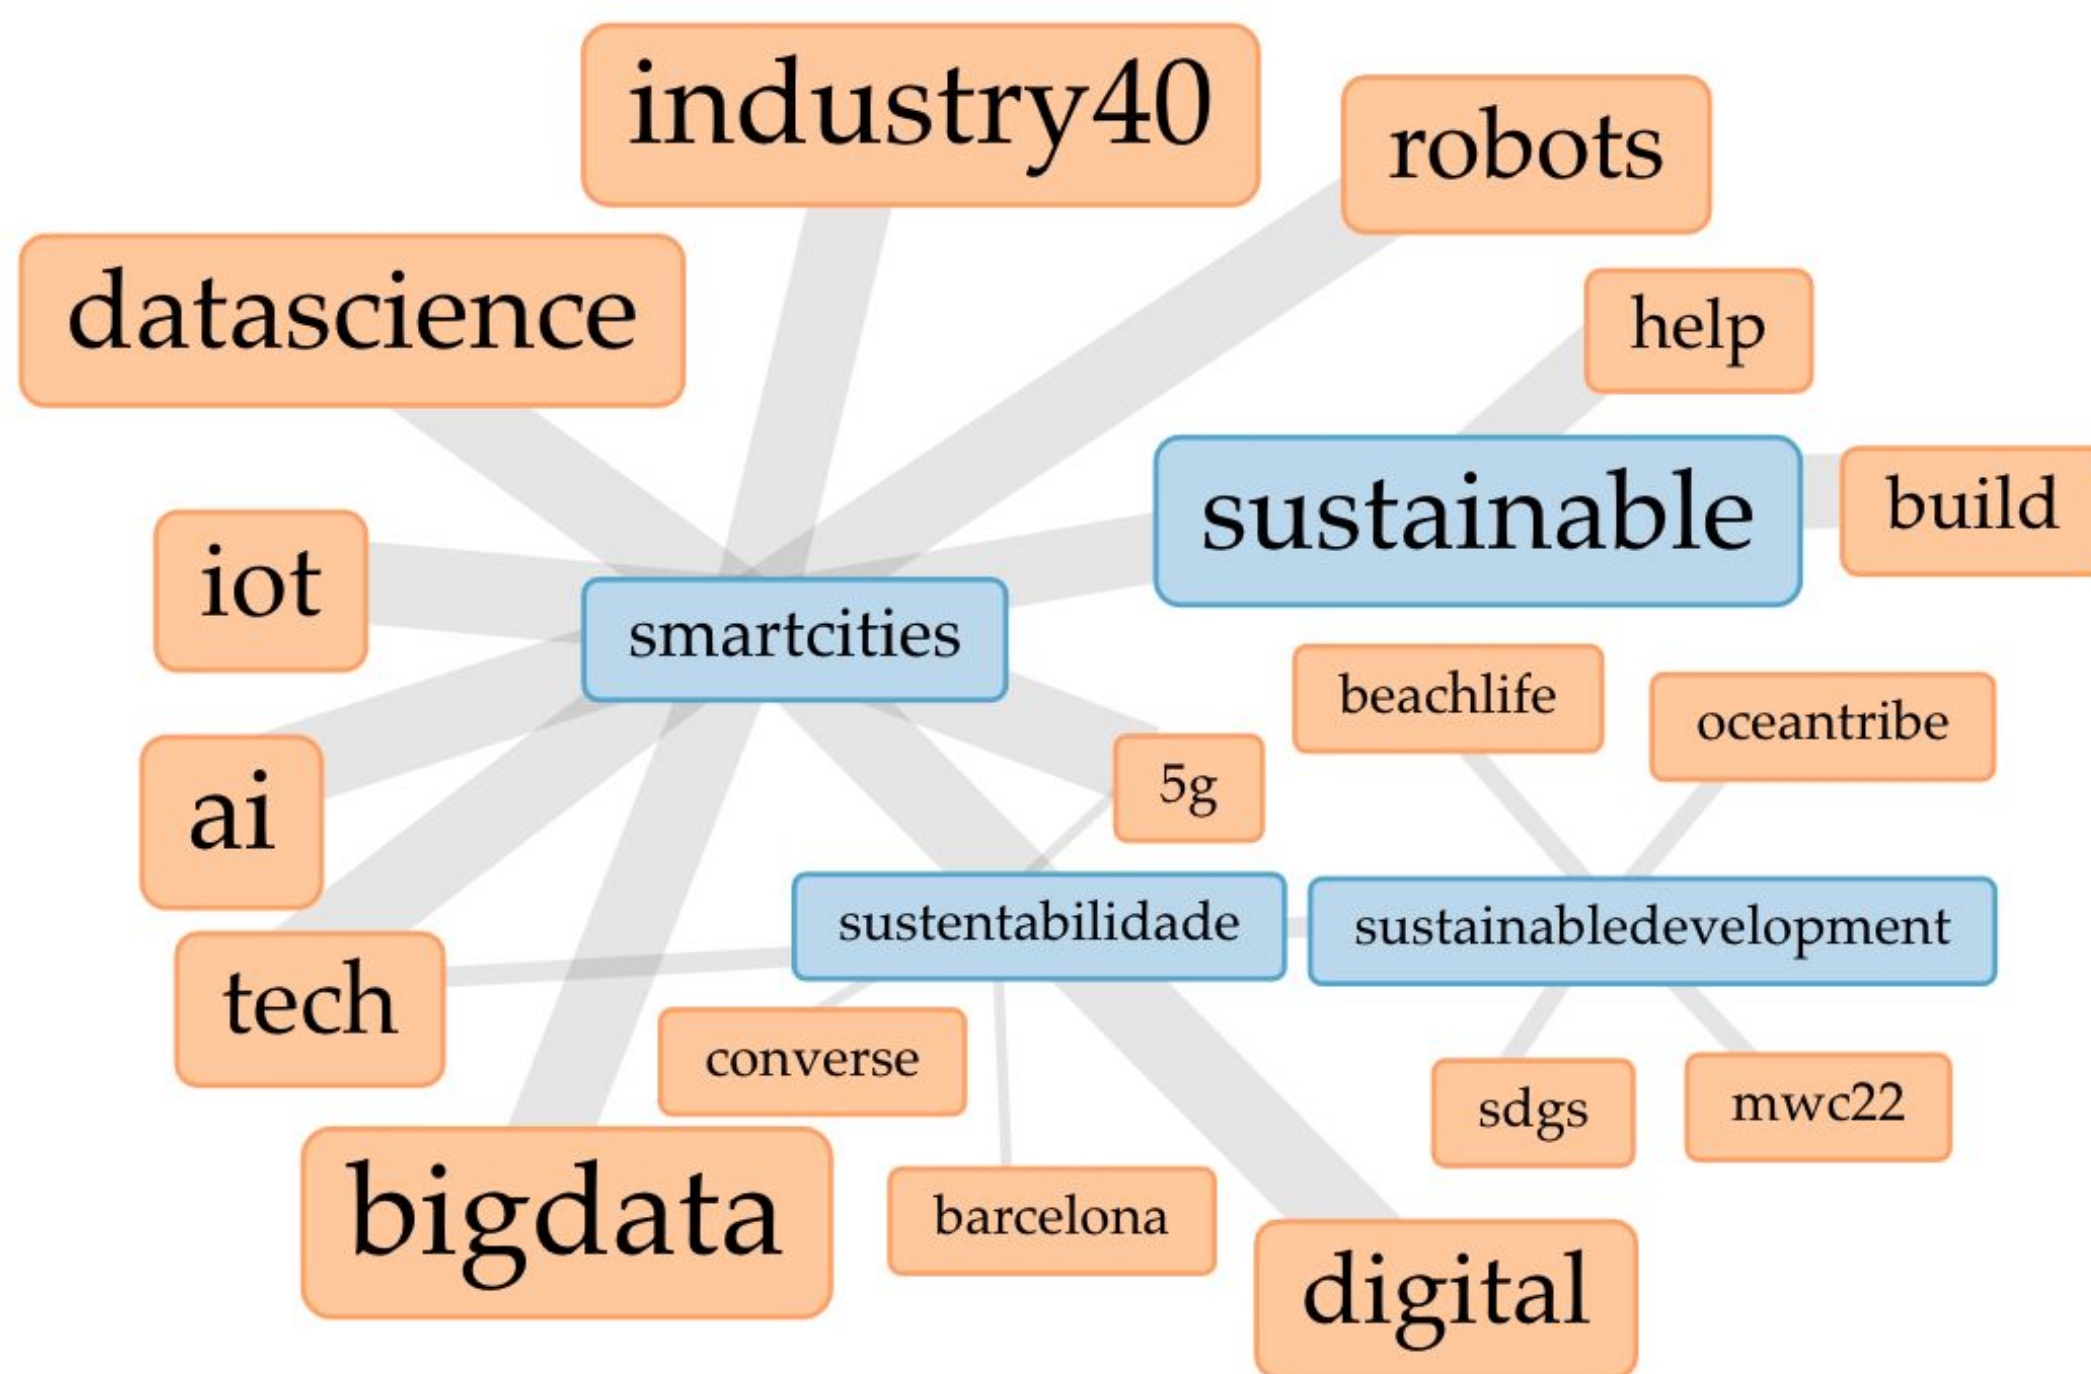 industry40
robots
datascience
help
sustainable
build
iot
smartcities
beachlife
oceantribe
5g
ai
sustentabilidade
sustainabledevelopment
tech
converse
sdgs
mwc22
bigdata
barcelona
digital